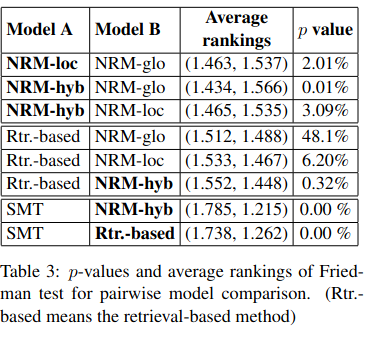 Model A Model B Average rankings p value
NRM-loc NRM-glo (1.463, 1.537) 2.01%
NRM-hyb NRM-glo (1.434, 1.566) 0.01%
NRM-hyb NRM-loc (1.465, 1.535) 3.09%
Rtr.-based NRM-glo (1.512, 1.488) 48.1%
Rtr.-based NRM-loc (1.533, 1.467) 6.20%
Rtr.-based NRM-hyb (1.552, 1.448) 0.32%
SMT NRM-hyb (1.785, 1.215) 0.00 %
SMT Rtr.-based (1.738, 1.262) 0.00 %
Table 3: p-values and average rankings of Fried-
man test for pairwise model comparison. (Rtr.-
based means the retrieval-based method)